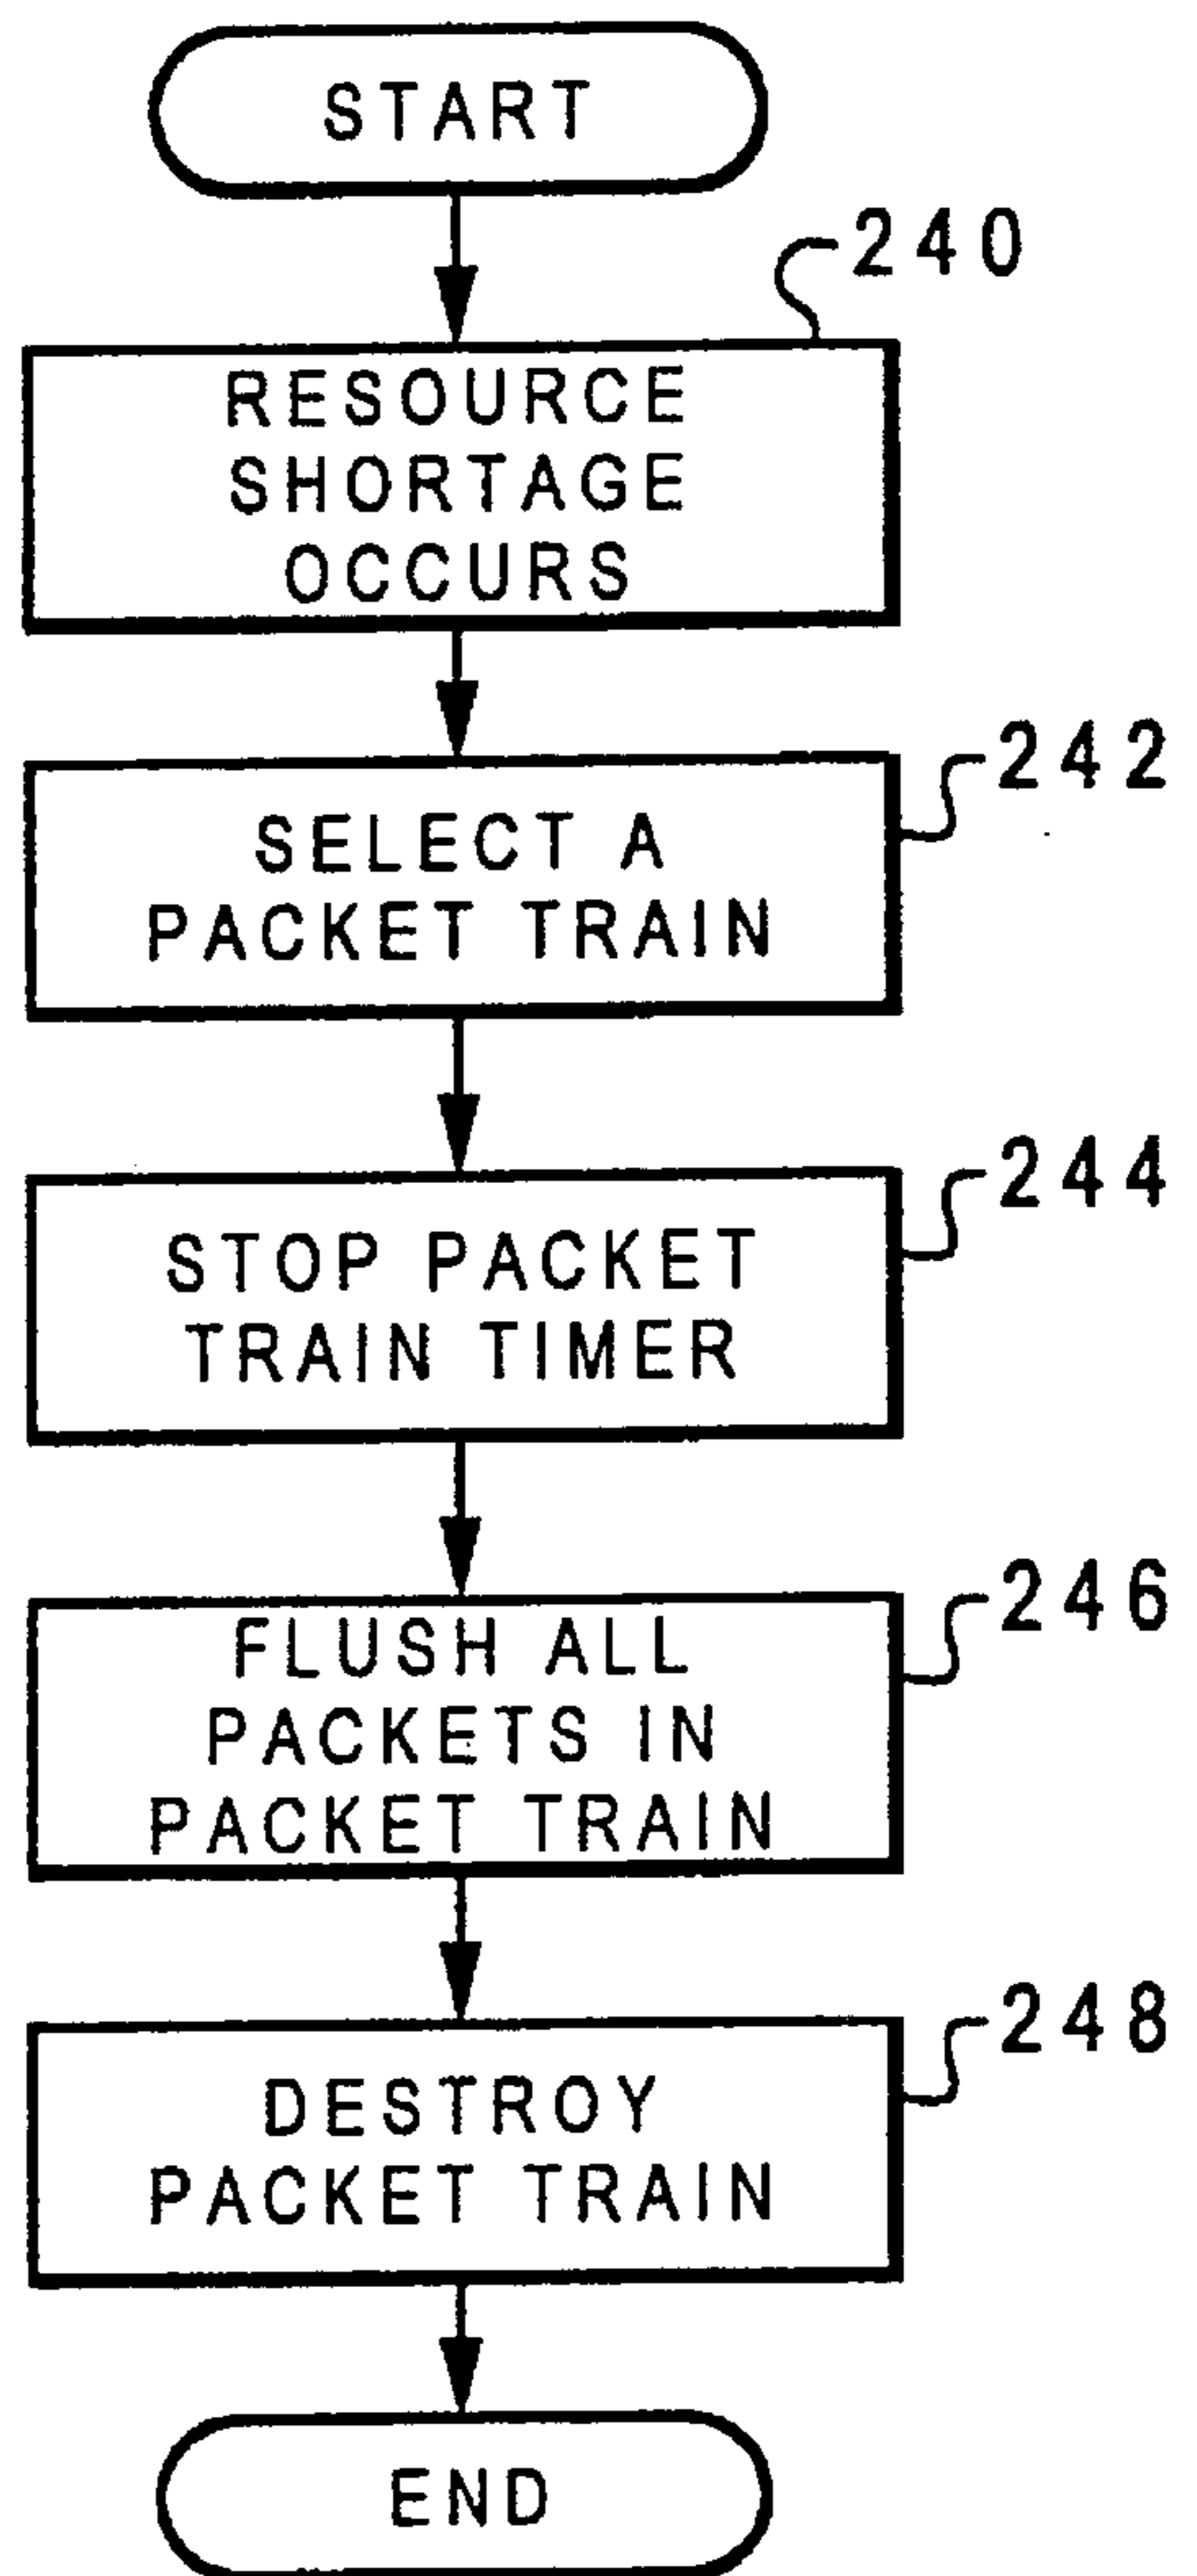 START
240
RESOURCE
SHORTAGE
OCCURS
242
SELECT A
PACKET TRAIN
244
STOP PACKET
TRAIN TIMER
246
FLUSH ALL
PACKETS IN
PACKET TRAIN
248
DESTROY
PACKET TRAIN
END